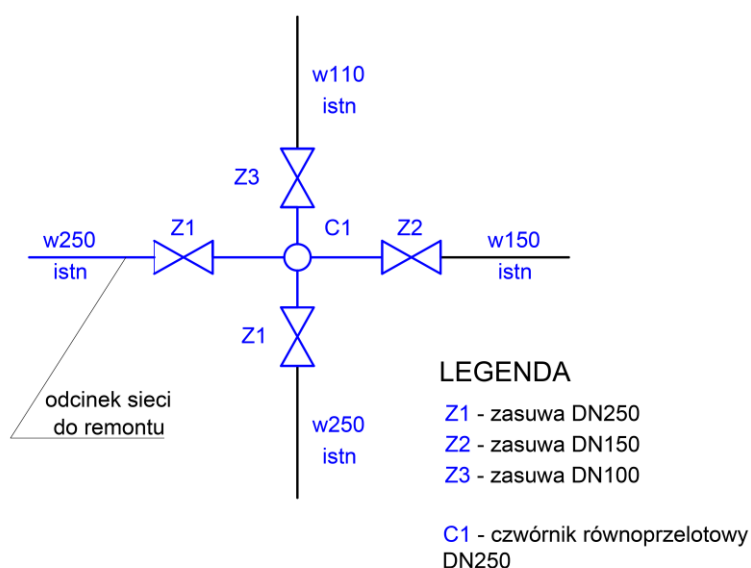 w110
istn
Z3
Z1
C1
Z2
w250
istn
w150
istn
Z1
odcinek sieci
do remontu
w250
istn
LEGENDA
Z1 - zasuwa DN250
Z2 - zasuwa DN150
Z3 - zasuwa DN100
C1 - czwórnik równoprzelotowy
DN250